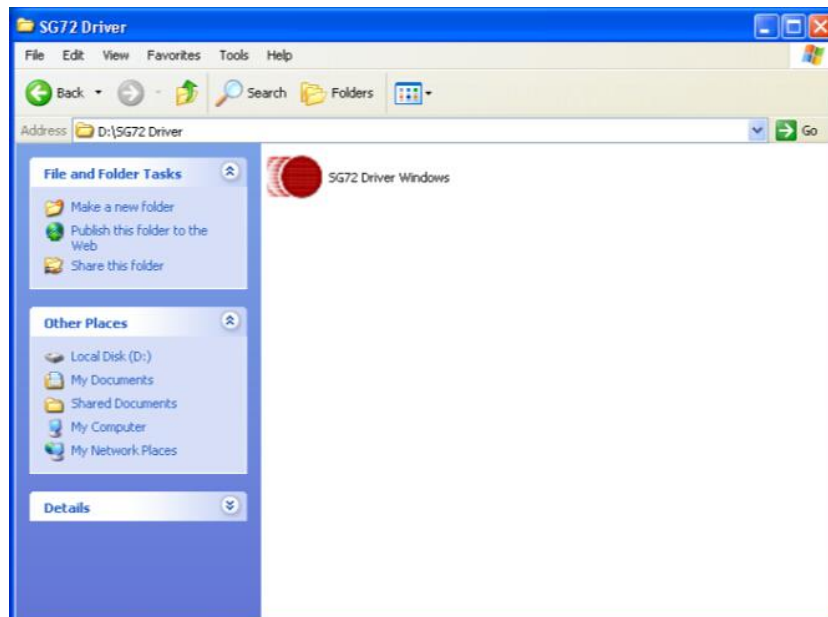 SG72 Driver
File Edit View Favorites Tools Help
Back Search Folders
Address D:\SG72 Driver Go
File and Folder Tasks
Make a new folder
Publish this folder to the
Web
Share this folder
Other Places
Local Disk (D:)
My Documents
Shared Documents
My Computer
My Network Places
Details
SG72 Driver Windows